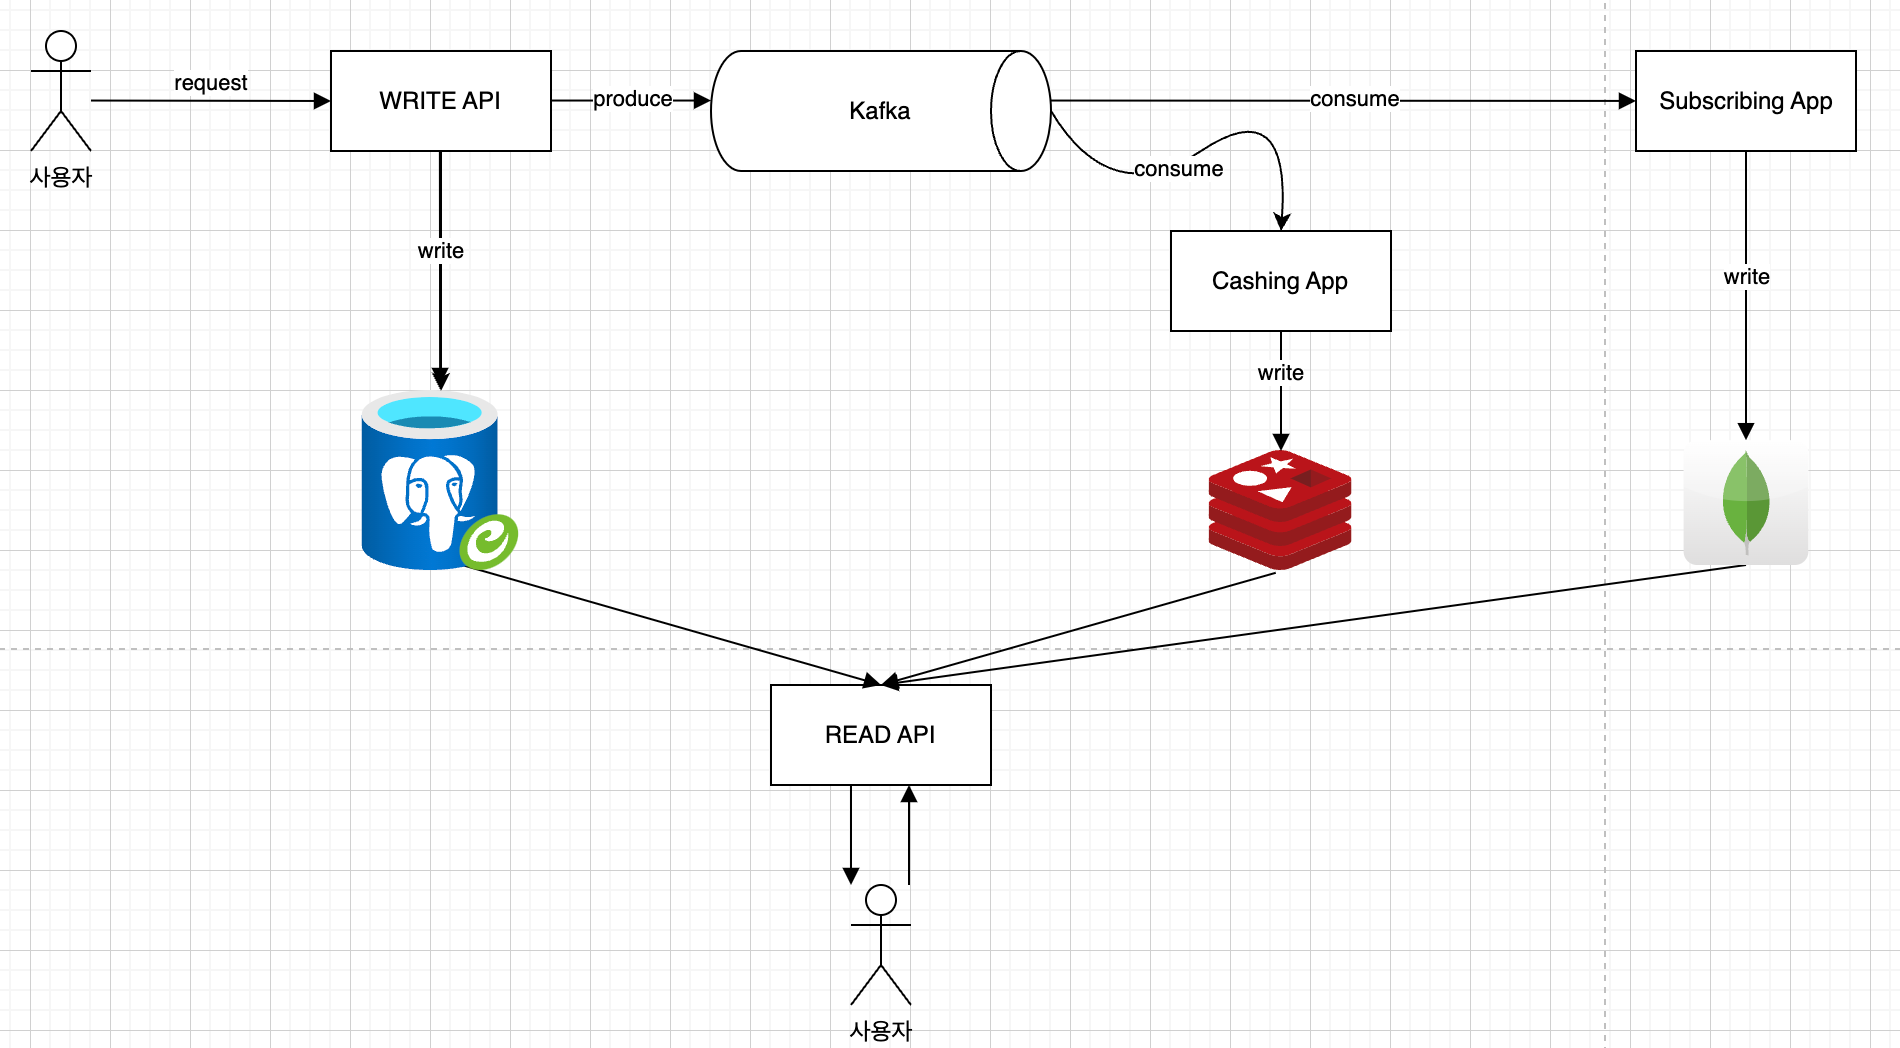 사용자
request
WRITE API
produce
Kafka
consume
Subscribing App
consume
write
Cashing App
write
write
READ API
사용자